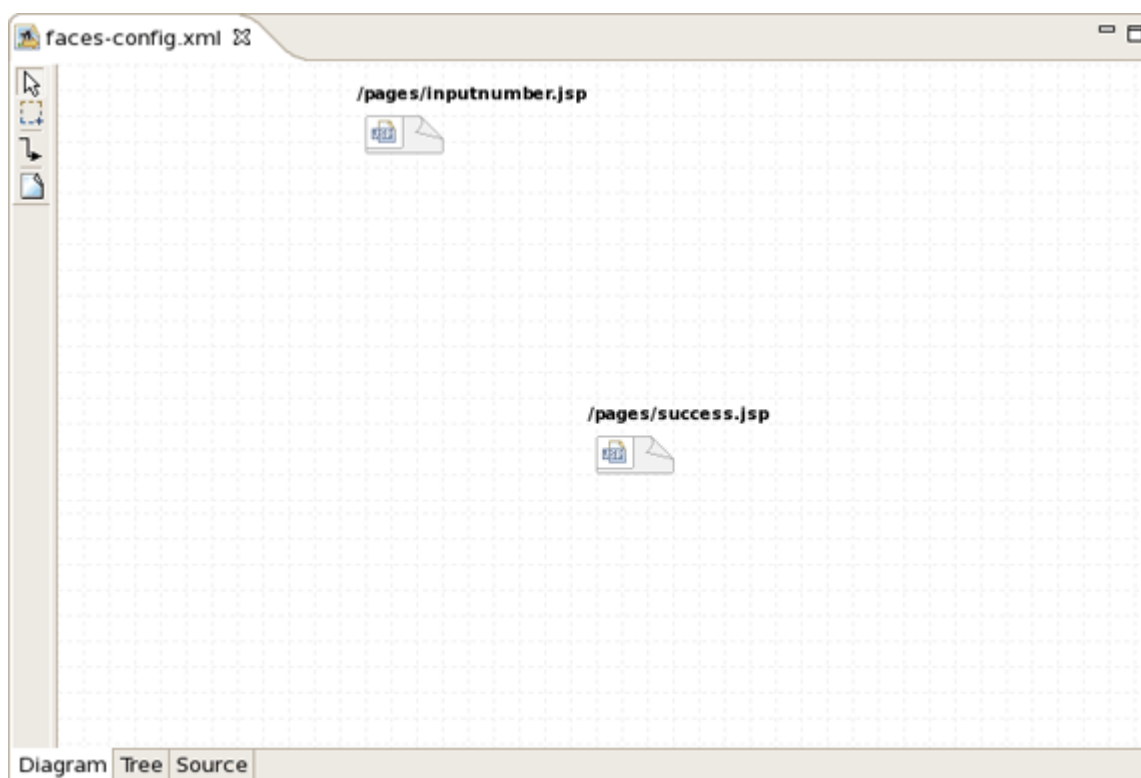 faces-config.xml
/pages/inputnumber.jsp
/pages/success.jsp
Diagram Tree Source